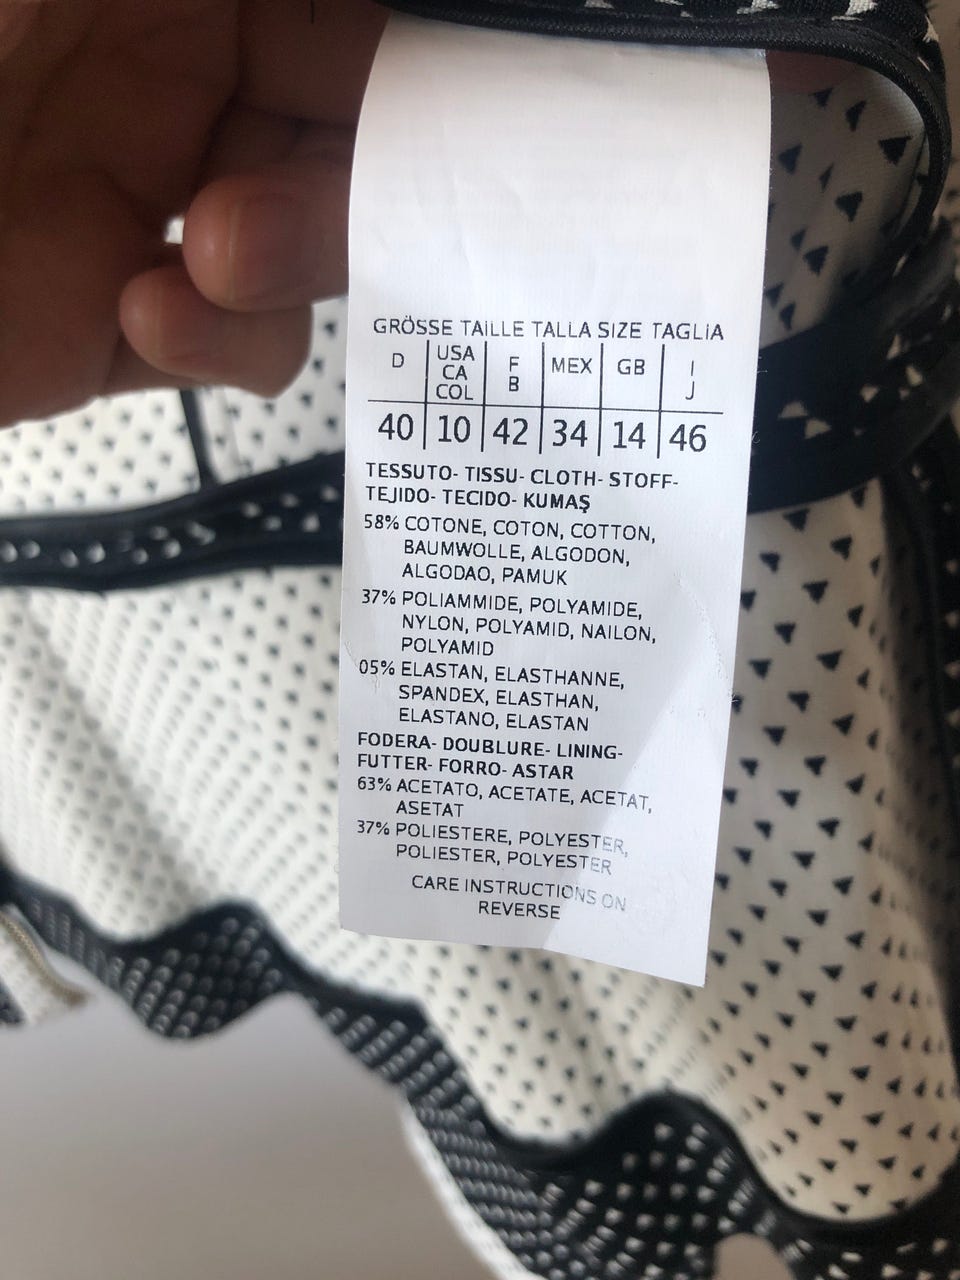 GRÖSSE TAILLE TALLA SIZE TAGLIA
D USA CA COL F B MEX GB I J
40 10 42 34 14 46
TESSUTO- TISSU- CLOTH- STOFF-
TEJIDO- TECIDO- KUMAŞ
58% COTONE, COTON, COTTON,
BAUMWOLLE, ALGODON,
ALGODAO, PAMUK
37% POLIAMMIDE, POLYAMIDE,
NYLON, POLYAMID, NAILON,
POLYAMID
05% ELASTAN, ELASTHANNE,
SPANDEX, ELASTHAN,
ELASTANO, ELASTAN
FODERA- DOUBLURE- LINING-
FUTTER- FORRO- ASTAR
63% ACETATO, ACETATE, ACETAT,
ASETAT
37% POLIESTERE, POLYESTER,
POLIESTER, POLYESTER
CARE INSTRUCTIONS ON
REVERSE